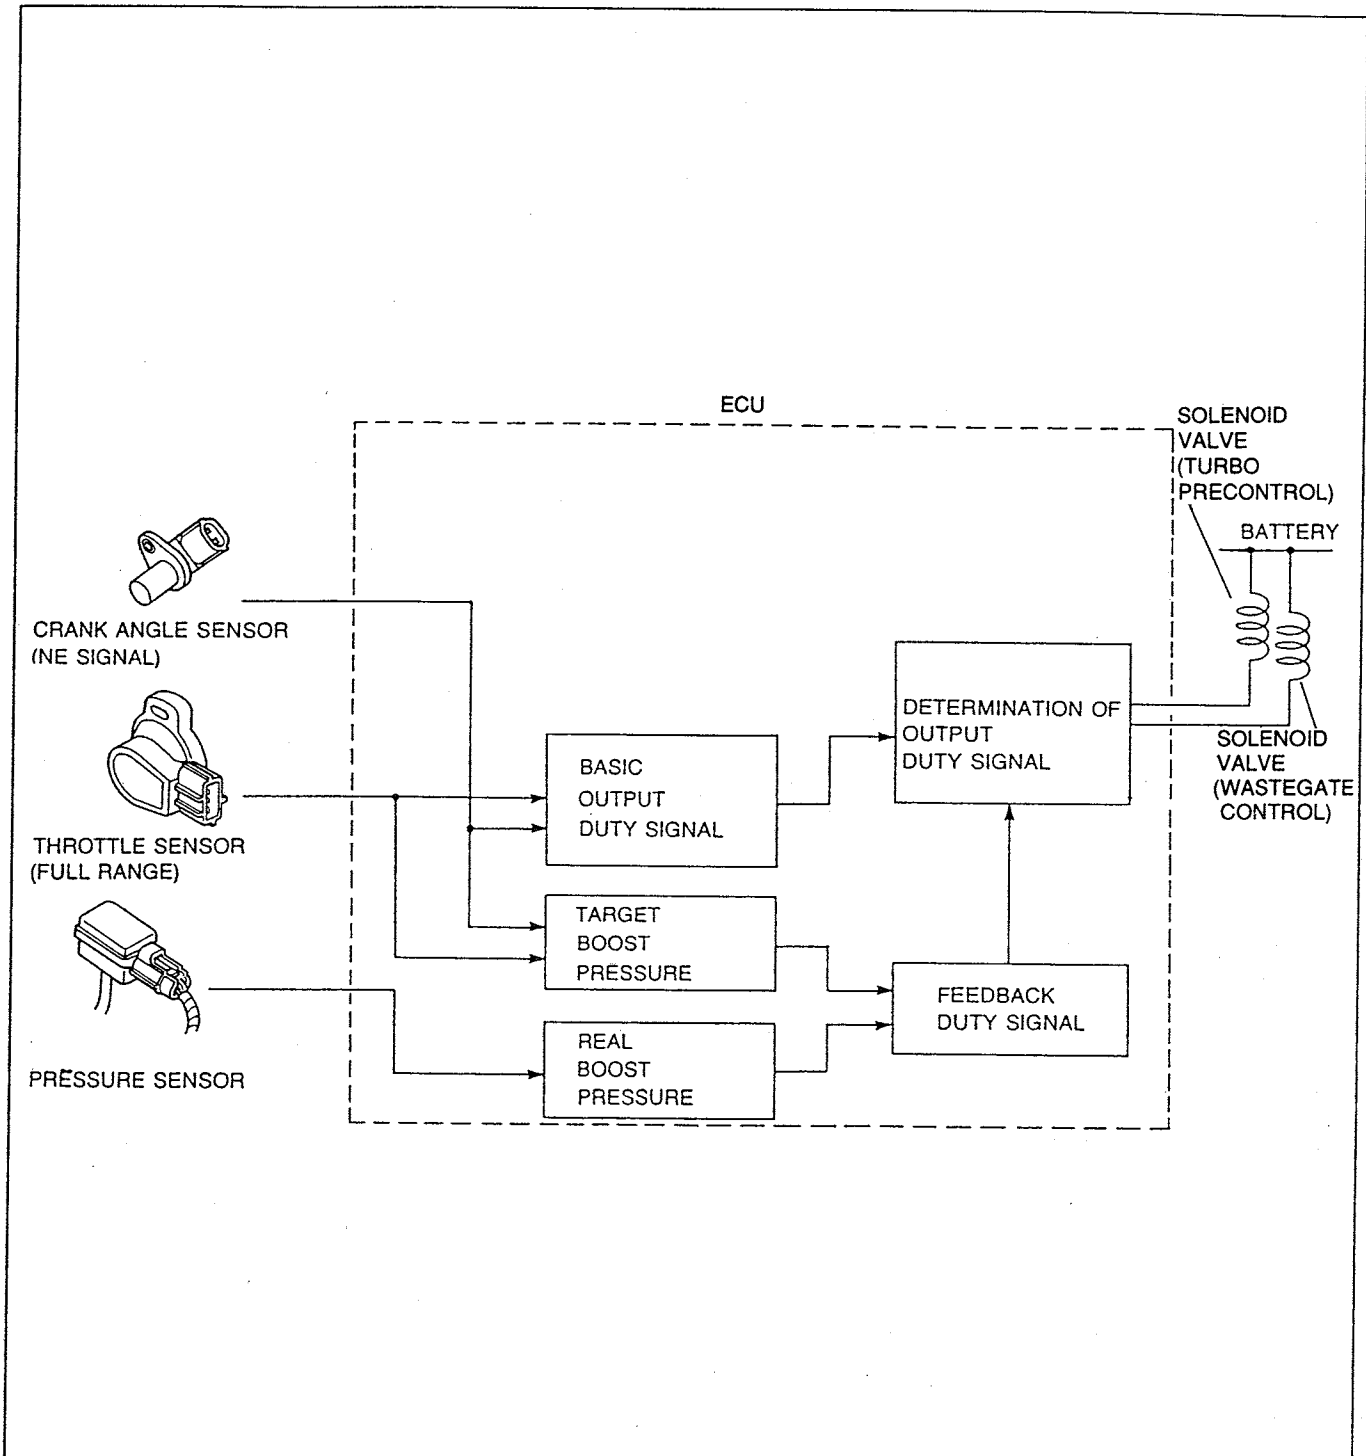 ECU
SOLENOID
VALVE
(TURBO
PRECONTROL)
BATTERY
CRANK ANGLE SENSOR
(NE SIGNAL)
THROTTLE SENSOR
(FULL RANGE)
PRESSURE SENSOR
BASIC
OUTPUT
DUTY SIGNAL
TARGET
BOOST
PRESSURE
REAL
BOOST
PRESSURE
DETERMINATION OF
OUTPUT
DUTY SIGNAL
FEEDBACK
DUTY SIGNAL
SOLENOID
VALVE
(WASTEGATE
CONTROL)